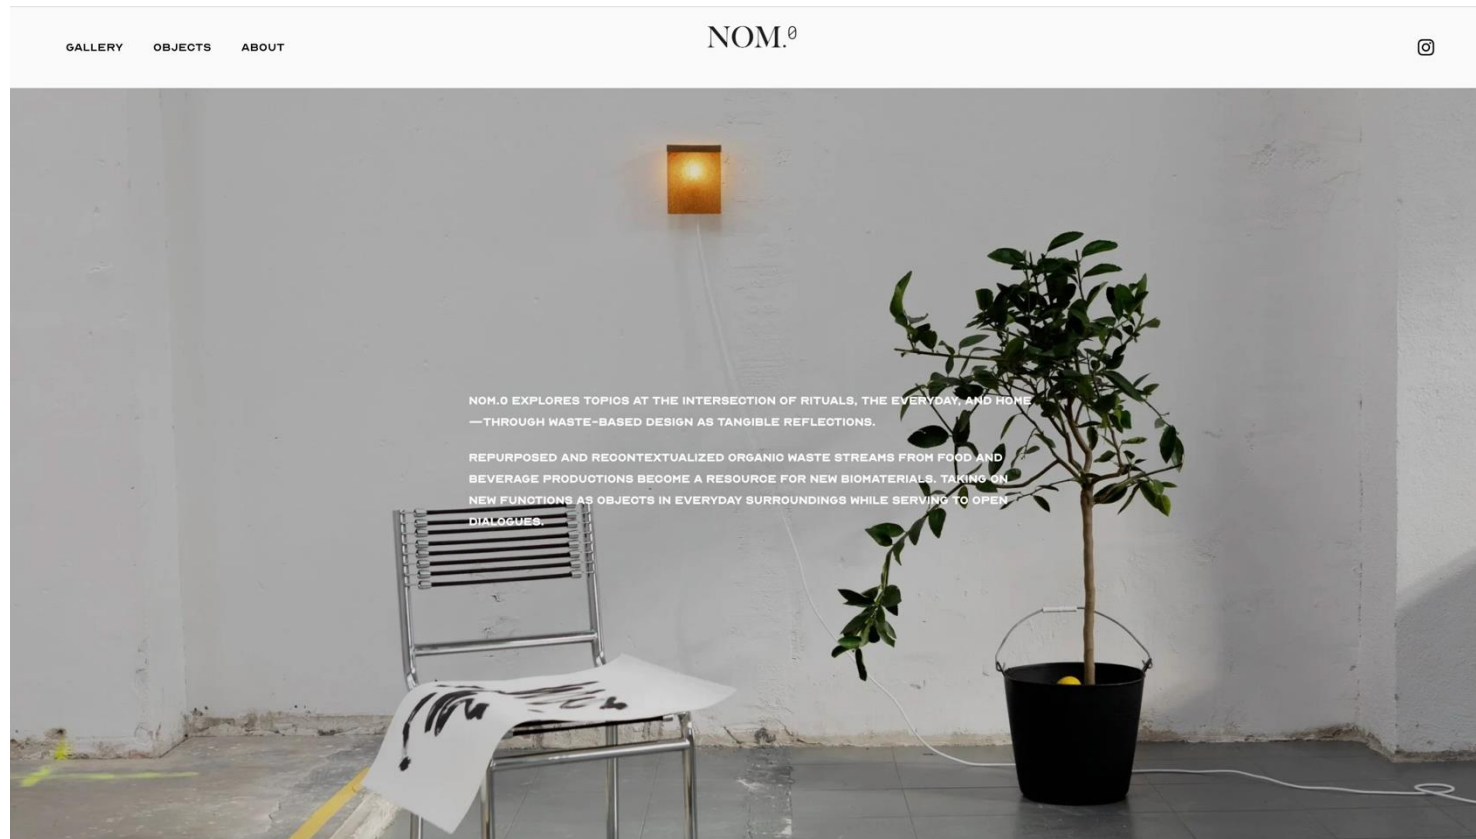 GALLERY OBJECTS ABOUT
NOM.0
NOM.0 EXPLORES TOPICS AT THE INTERSECTION OF RITUALS, THE EVERYDAY, AND HOME
—THROUGH WASTE-BASED DESIGN AS TANGIBLE REFLECTIONS.
REPURPOSED AND RECONTEXTUALIZED ORGANIC WASTE STREAMS FROM FOOD AND
BEVERAGE PRODUCTIONS BECOME A RESOURCE FOR NEW BIOMATERIALS. TAKING ON
NEW FUNCTIONS AS OBJECTS IN EVERYDAY SURROUNDINGS WHILE SERVING TO OPEN
DIALOGUES.